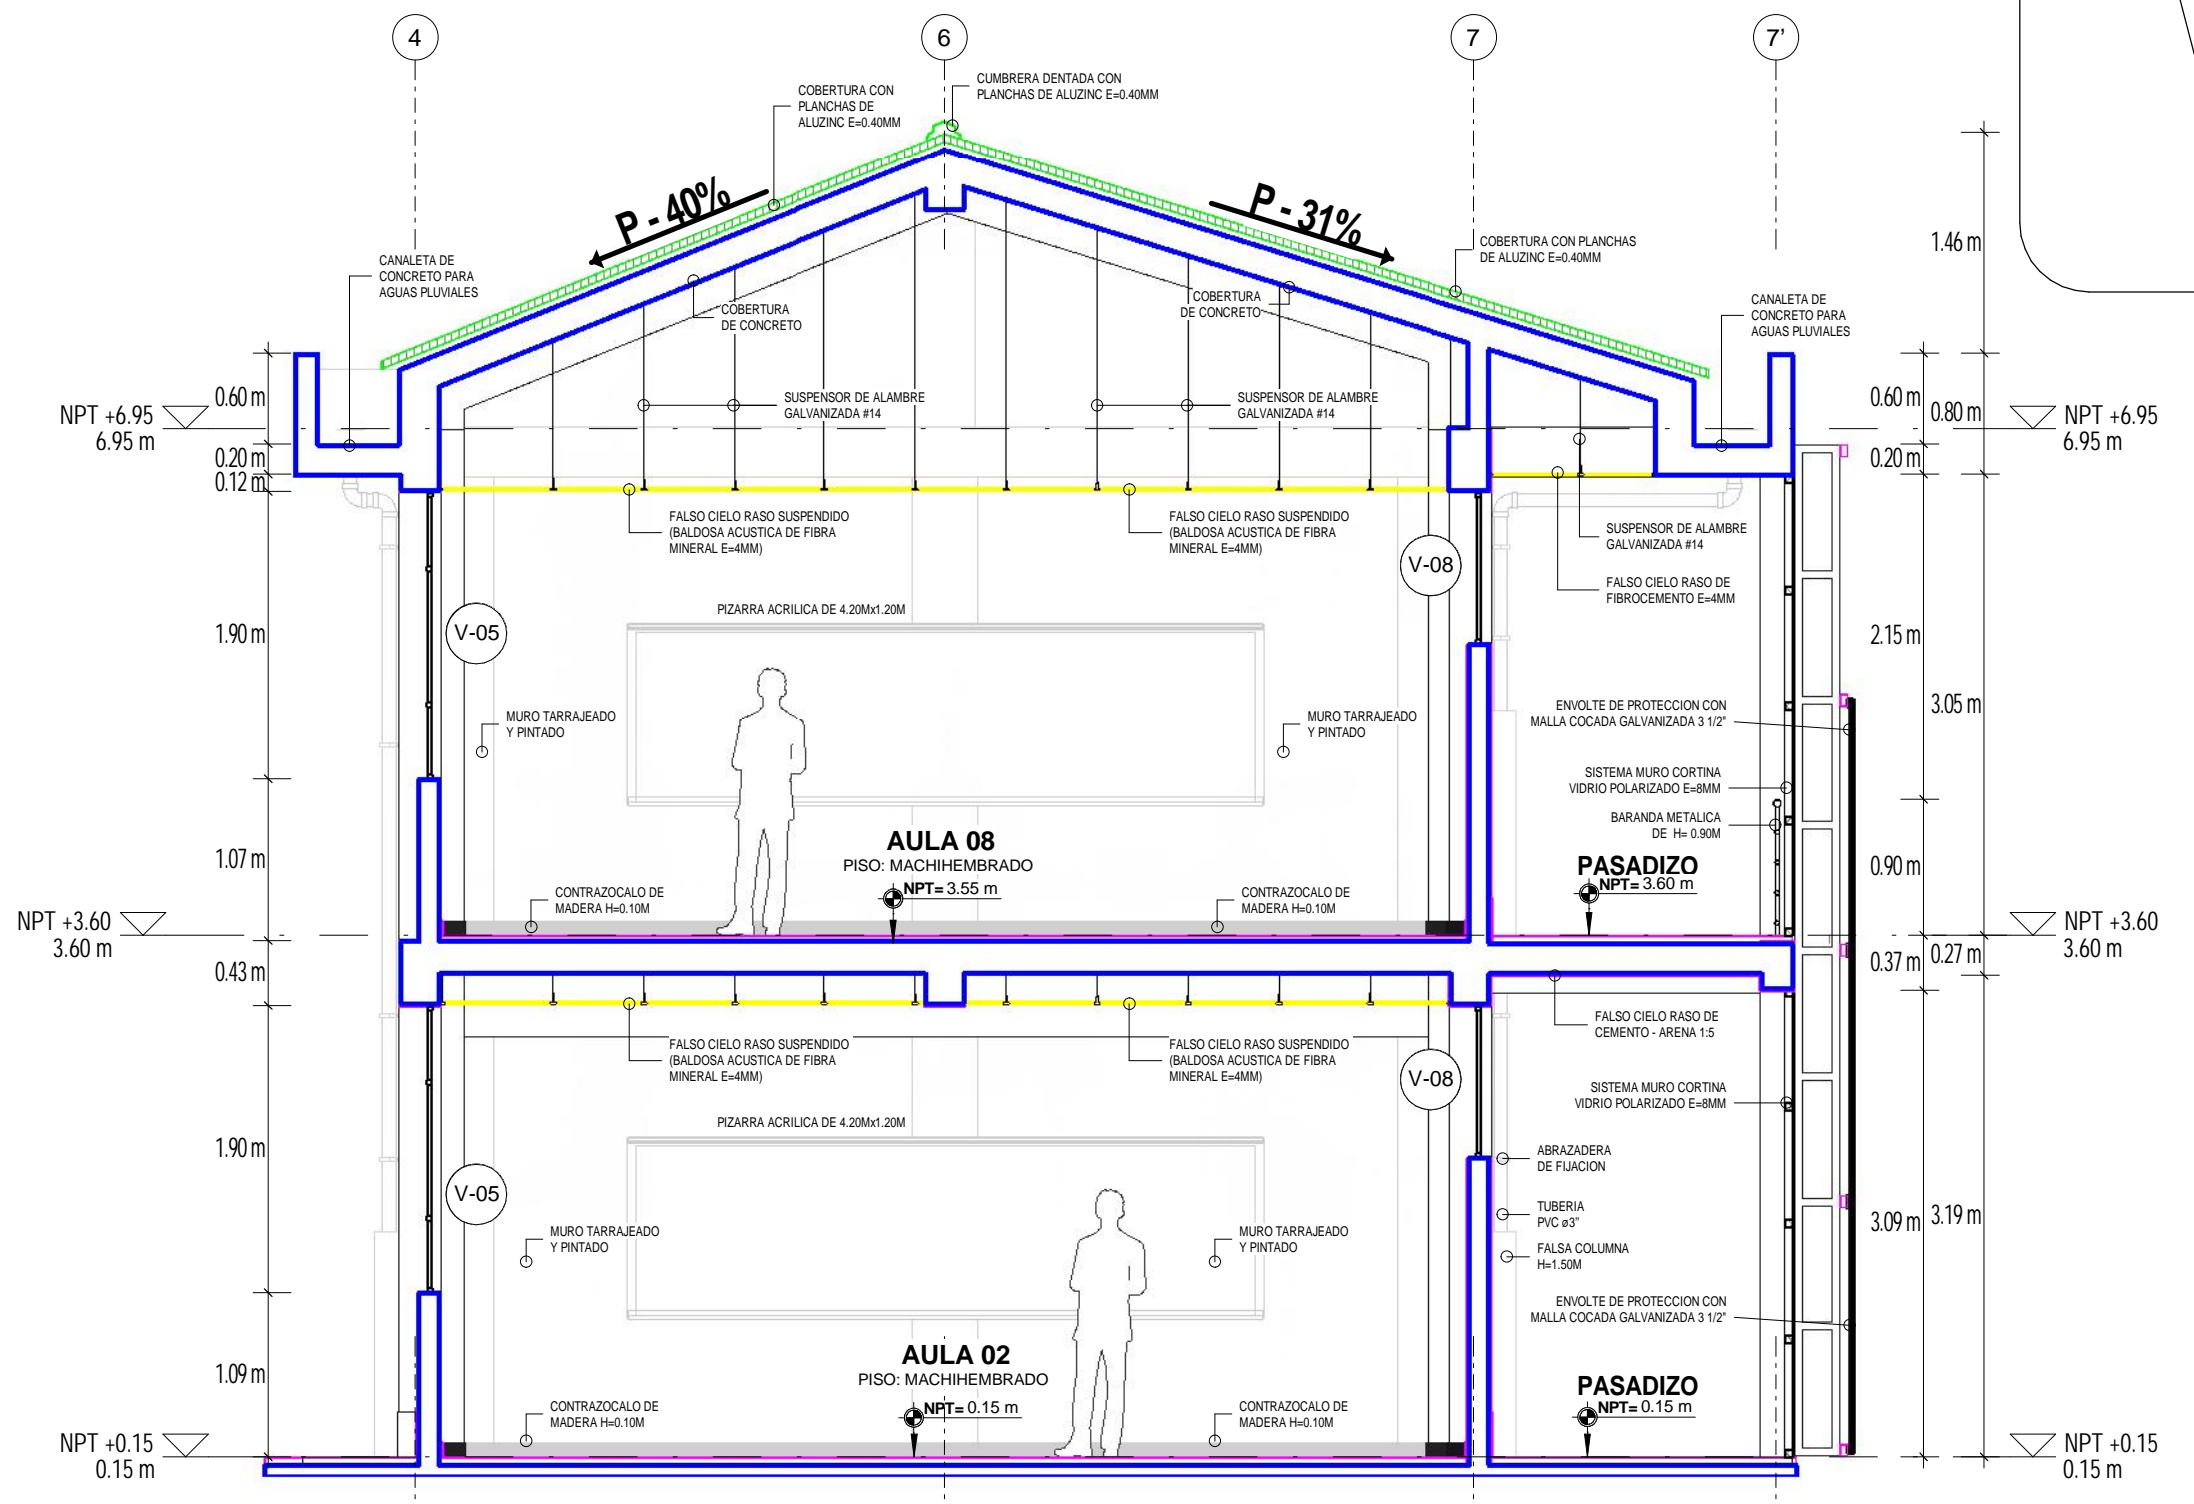 4
6
7
7'
COBERTURA CON
PLANCHAS DE
ALUZINC E=0.40MM
CUMBRERA DENTADA CON
PLANCHAS DE ALUZINC E=0.40MM
P - 40%
P - 31%
CANALETA DE
CONCRETO PARA
AGUAS PLUVIALES
COBERTURA
DE CONCRETO
COBERTURA
DE CONCRETO
COBERTURA CON PLANCHAS
DE ALUZINC E=0.40MM
CANALETA DE
CONCRETO PARA
AGUAS PLUVIALES
1.46 m
0.60 m
NPT +6.95
6.95 m
0.20 m
0.12 m
SUSPENSOR DE ALAMBRE
GALVANIZADA #14
SUSPENSOR DE ALAMBRE
GALVANIZADA #14
0.60 m
0.80 m
NPT +6.95
6.95 m
0.20 m
FALSO CIELO RASO SUSPENDIDO
(BALDOSA ACUSTICA DE FIBRA
MINERAL E=4MM)
FALSO CIELO RASO SUSPENDIDO
(BALDOSA ACUSTICA DE FIBRA
MINERAL E=4MM)
SUSPENSOR DE ALAMBRE
GALVANIZADA #14
V-08
FALSO CIELO RASO DE
FIBROCEMENTO E=4MM
PIZARRA ACRILICA DE 4.20Mx1.20M
V-05
1.90 m
2.15 m
3.05 m
MURO TARRAJEADO
Y PINTADO
MURO TARRAJEADO
Y PINTADO
ENVOLTE DE PROTECCION CON
MALLA COCADA GALVANIZADA 3 1/2"
SISTEMA MURO CORTINA
VIDRIO POLARIZADO E=8MM
BARANDA METALICA
DE H= 0.90M
1.07 m
AULA 08
PISO: MACHIHEMBRADO
NPT= 3.55 m
PASADIZO
NPT= 3.60 m
0.90 m
CONTRAZOCALO DE
MADERA H=0.10M
CONTRAZOCALO DE
MADERA H=0.10M
NPT +3.60
3.60 m
NPT +3.60
3.60 m
0.43 m
0.37 m
0.27 m
FALSO CIELO RASO SUSPENDIDO
(BALDOSA ACUSTICA DE FIBRA
MINERAL E=4MM)
FALSO CIELO RASO SUSPENDIDO
(BALDOSA ACUSTICA DE FIBRA
MINERAL E=4MM)
FALSO CIELO RASO DE
CEMENTO - ARENA 1:5
V-08
SISTEMA MURO CORTINA
VIDRIO POLARIZADO E=8MM
PIZARRA ACRILICA DE 4.20Mx1.20M
1.90 m
V-05
ABRAZADERA
DE FIJACION
TUBERIA
PVC ø3"
3.09 m
3.19 m
MURO TARRAJEADO
Y PINTADO
MURO TARRAJEADO
Y PINTADO
FALSA COLUMNA
H=1.50M
ENVOLTE DE PROTECCION CON
MALLA COCADA GALVANIZADA 3 1/2"
1.09 m
AULA 02
PISO: MACHIHEMBRADO
NPT= 0.15 m
PASADIZO
NPT= 0.15 m
CONTRAZOCALO DE
MADERA H=0.10M
CONTRAZOCALO DE
MADERA H=0.10M
NPT +0.15
0.15 m
NPT +0.15
0.15 m